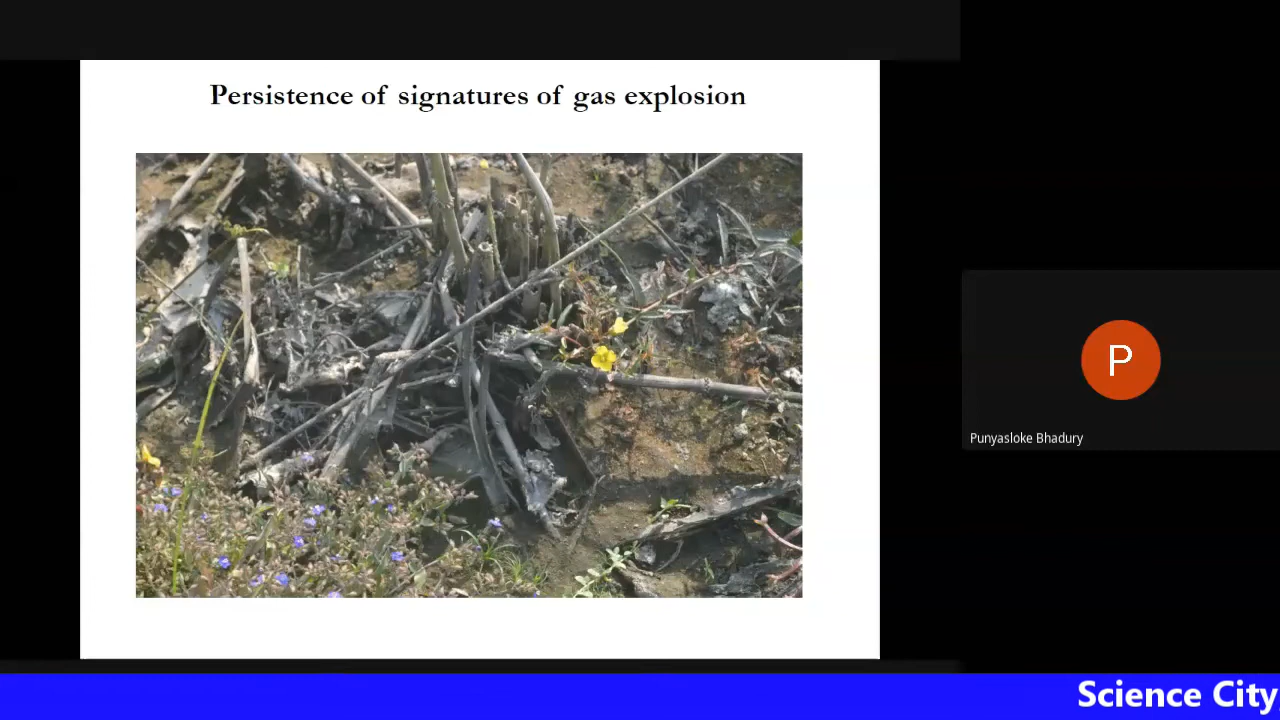 Persistence of signatures of gas explosion
P
Punyasloke Bhadury
Science City,